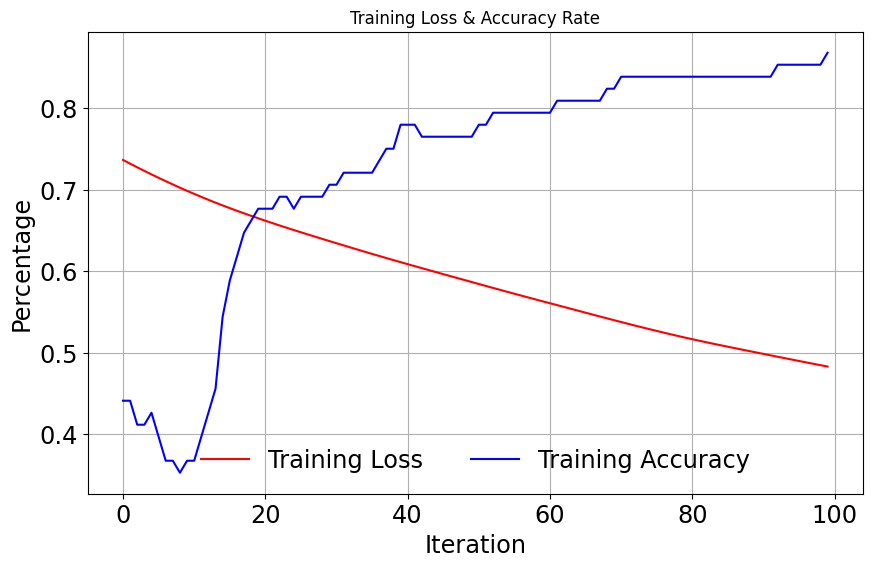 Training Loss & Accuracy Rate
Percentage
0.8
0.7
0.6
0.5
0.4
Training Loss
Training Accuracy
0 20 40 60 80 100
Iteration